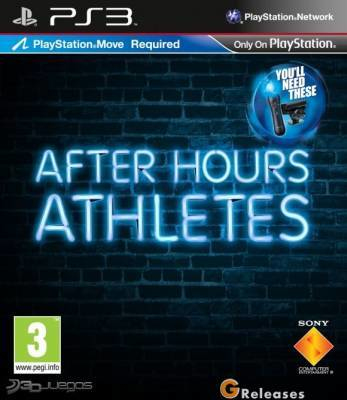 PS3
PlayStation®Network
PlayStation®Move Required
Only On PlayStation®
YOU'LL
NEED
THESE
AFTER HOURS
ATHLETES
3
www.pegi.info
SONY
COMPUTER
ENTERTAINMENT
3DJuegos
GReleases